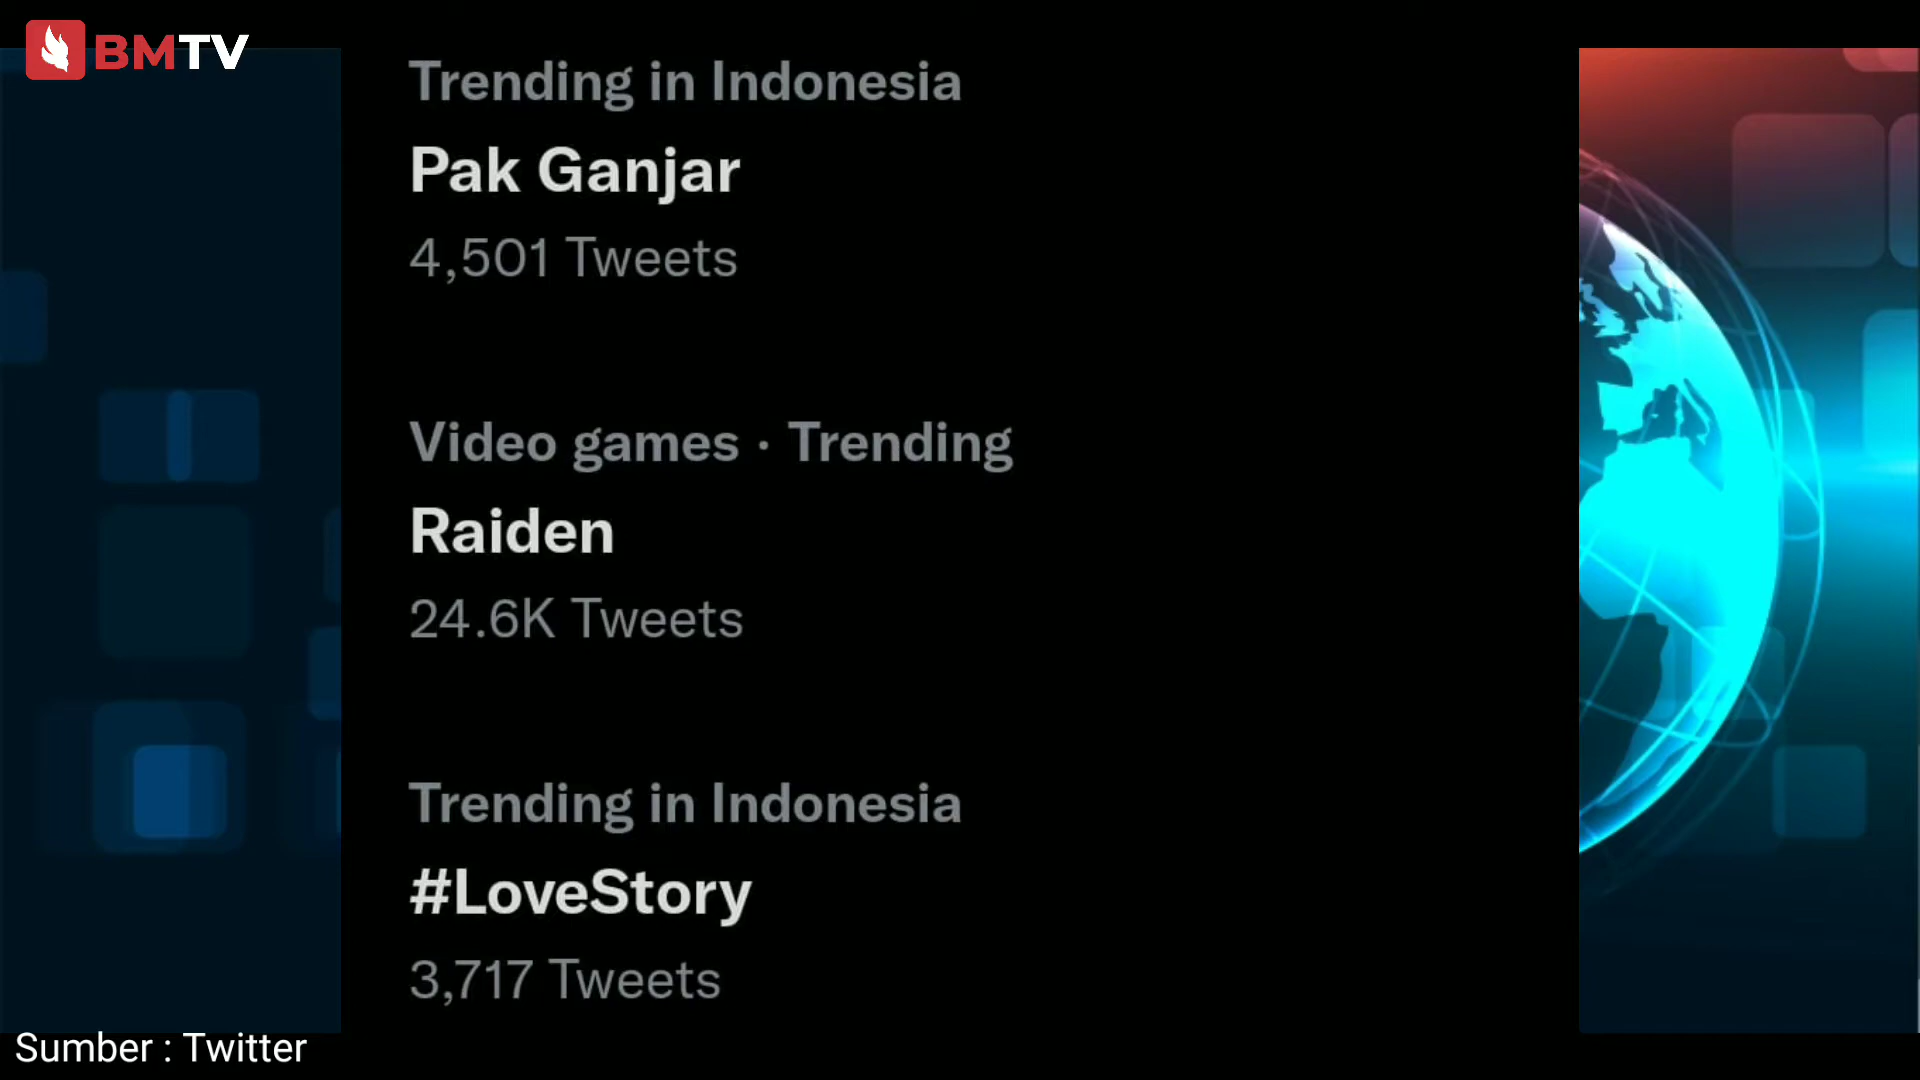 BMTV
Trending in Indonesia
Pak Ganjar
4,501 Tweets
Video games · Trending
Raiden
24.6K Tweets
Trending in Indonesia
#LoveStory
3,717 Tweets
Sumber : Twitter